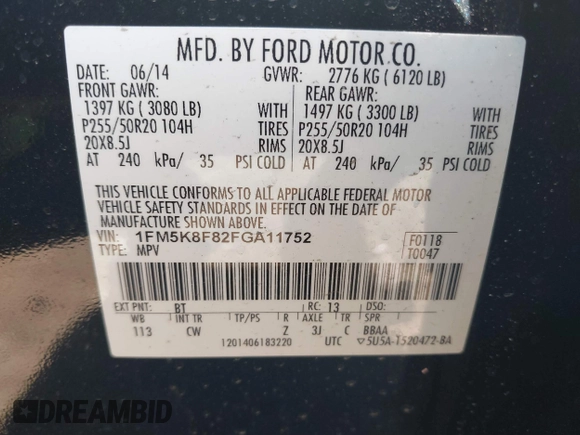 MFD. BY FORD MOTOR CO.
DATE: 06/14 GVWR: 2776 KG ( 6120 LB)
FRONT GAWR: REAR GAWR:
1397 KG ( 3080 LB) WITH 1497 KG ( 3300 LB) WITH
P255/50R20 104H TIRES P255/50R20 104H TIRES
20X8.5J RIMS 20X8.5J RIMS
AT 240 kPa/ 35 PSI COLD AT 240 kPa/ 35 PSI COLD
THIS VEHICLE CONFORMS TO ALL APPLICABLE FEDERAL MOTOR
VEHICLE SAFETY STANDARDS IN EFFECT ON THE DATE OF
MANUFACTURE SHOWN ABOVE.
VIN: 1FM5K8F82FGA11752 F0118
TYPE: MPV T0047
EXT PNT: BT RC: 13 DSO:
WB INT TR TP/PS R AXLE TR SPR
113 CW Z 3J C BBAA
1201406183220 UTC ▽5U5A-1520472-BA
DREAMBID